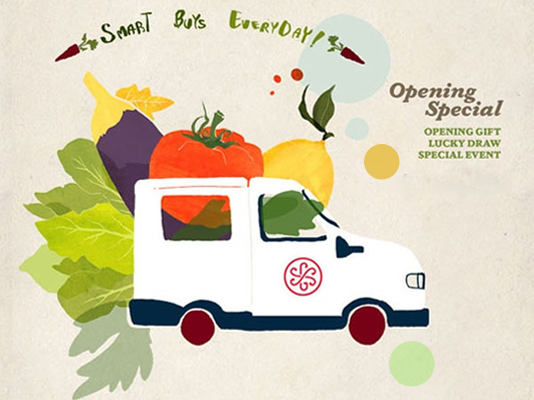 SMART BUYS EVERYDAY!
Opening
Special
OPENING GIFT
LUCKY DRAW
SPECIAL EVENT